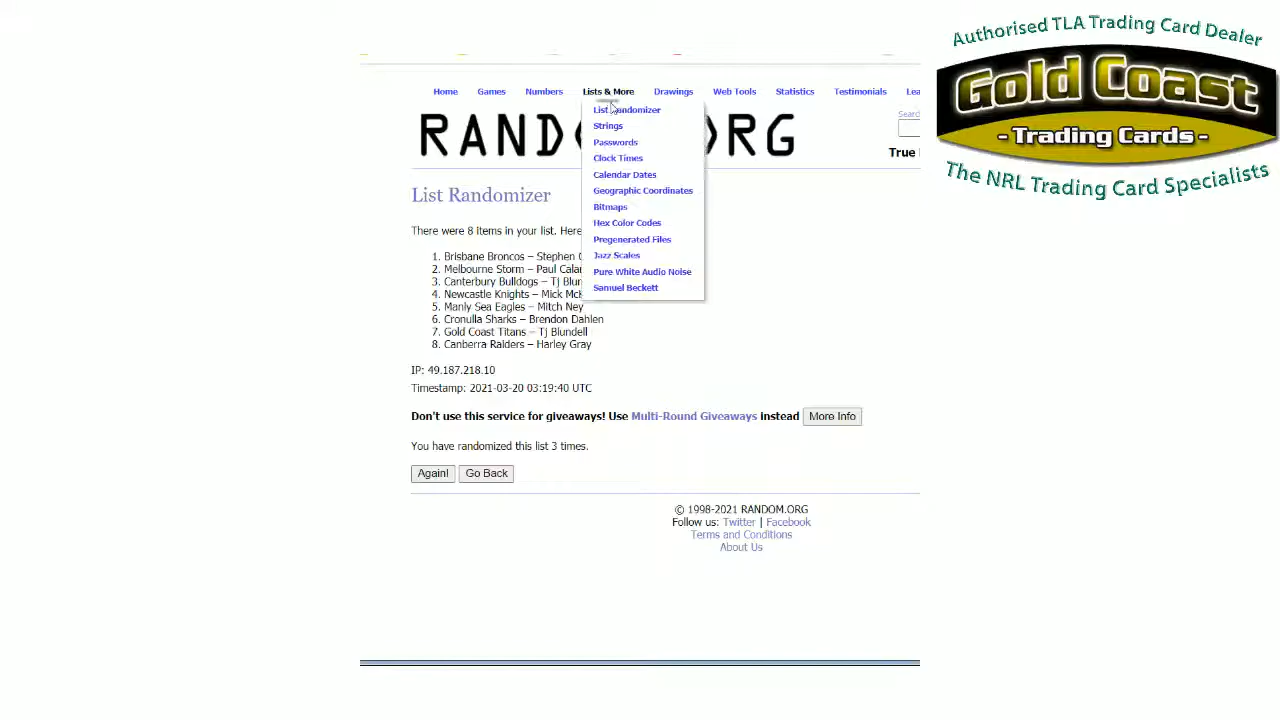 Authorised TLA Trading Card Dealer
Gold Coast
- Trading Cards -
The NRL Trading Card Specialists
Home Games Numbers Lists & More Drawings Web Tools Statistics Testimonials Lea
Search
True
List Randomizer
Strings
Passwords
Clock Times
Calendar Dates
Geographic Coordinates
Bitmaps
Hex Color Codes
Pregenerated Files
Jazz Scales
Pure White Audio Noise
Samuel Beckett
List Randomizer
There were 8 items in your list. Here
1. Brisbane Broncos – Stephen
2. Melbourne Storm – Paul Calan
3. Canterbury Bulldogs – Tj Blun
4. Newcastle Knights – Mick
5. Manly Sea Eagles – Mitch Ney
6. Cronulla Sharks – Brendon Dahlen
7. Gold Coast Titans – Tj Blundell
8. Canberra Raiders – Harley Gray
IP: 49.187.218.10
Timestamp: 2021-03-20 03:19:40 UTC
Don't use this service for giveaways! Use Multi-Round Giveaways instead More Info
You have randomized this list 3 times.
Again! Go Back
© 1998-2021 RANDOM.ORG
Follow us: Twitter | Facebook
Terms and Conditions
About Us